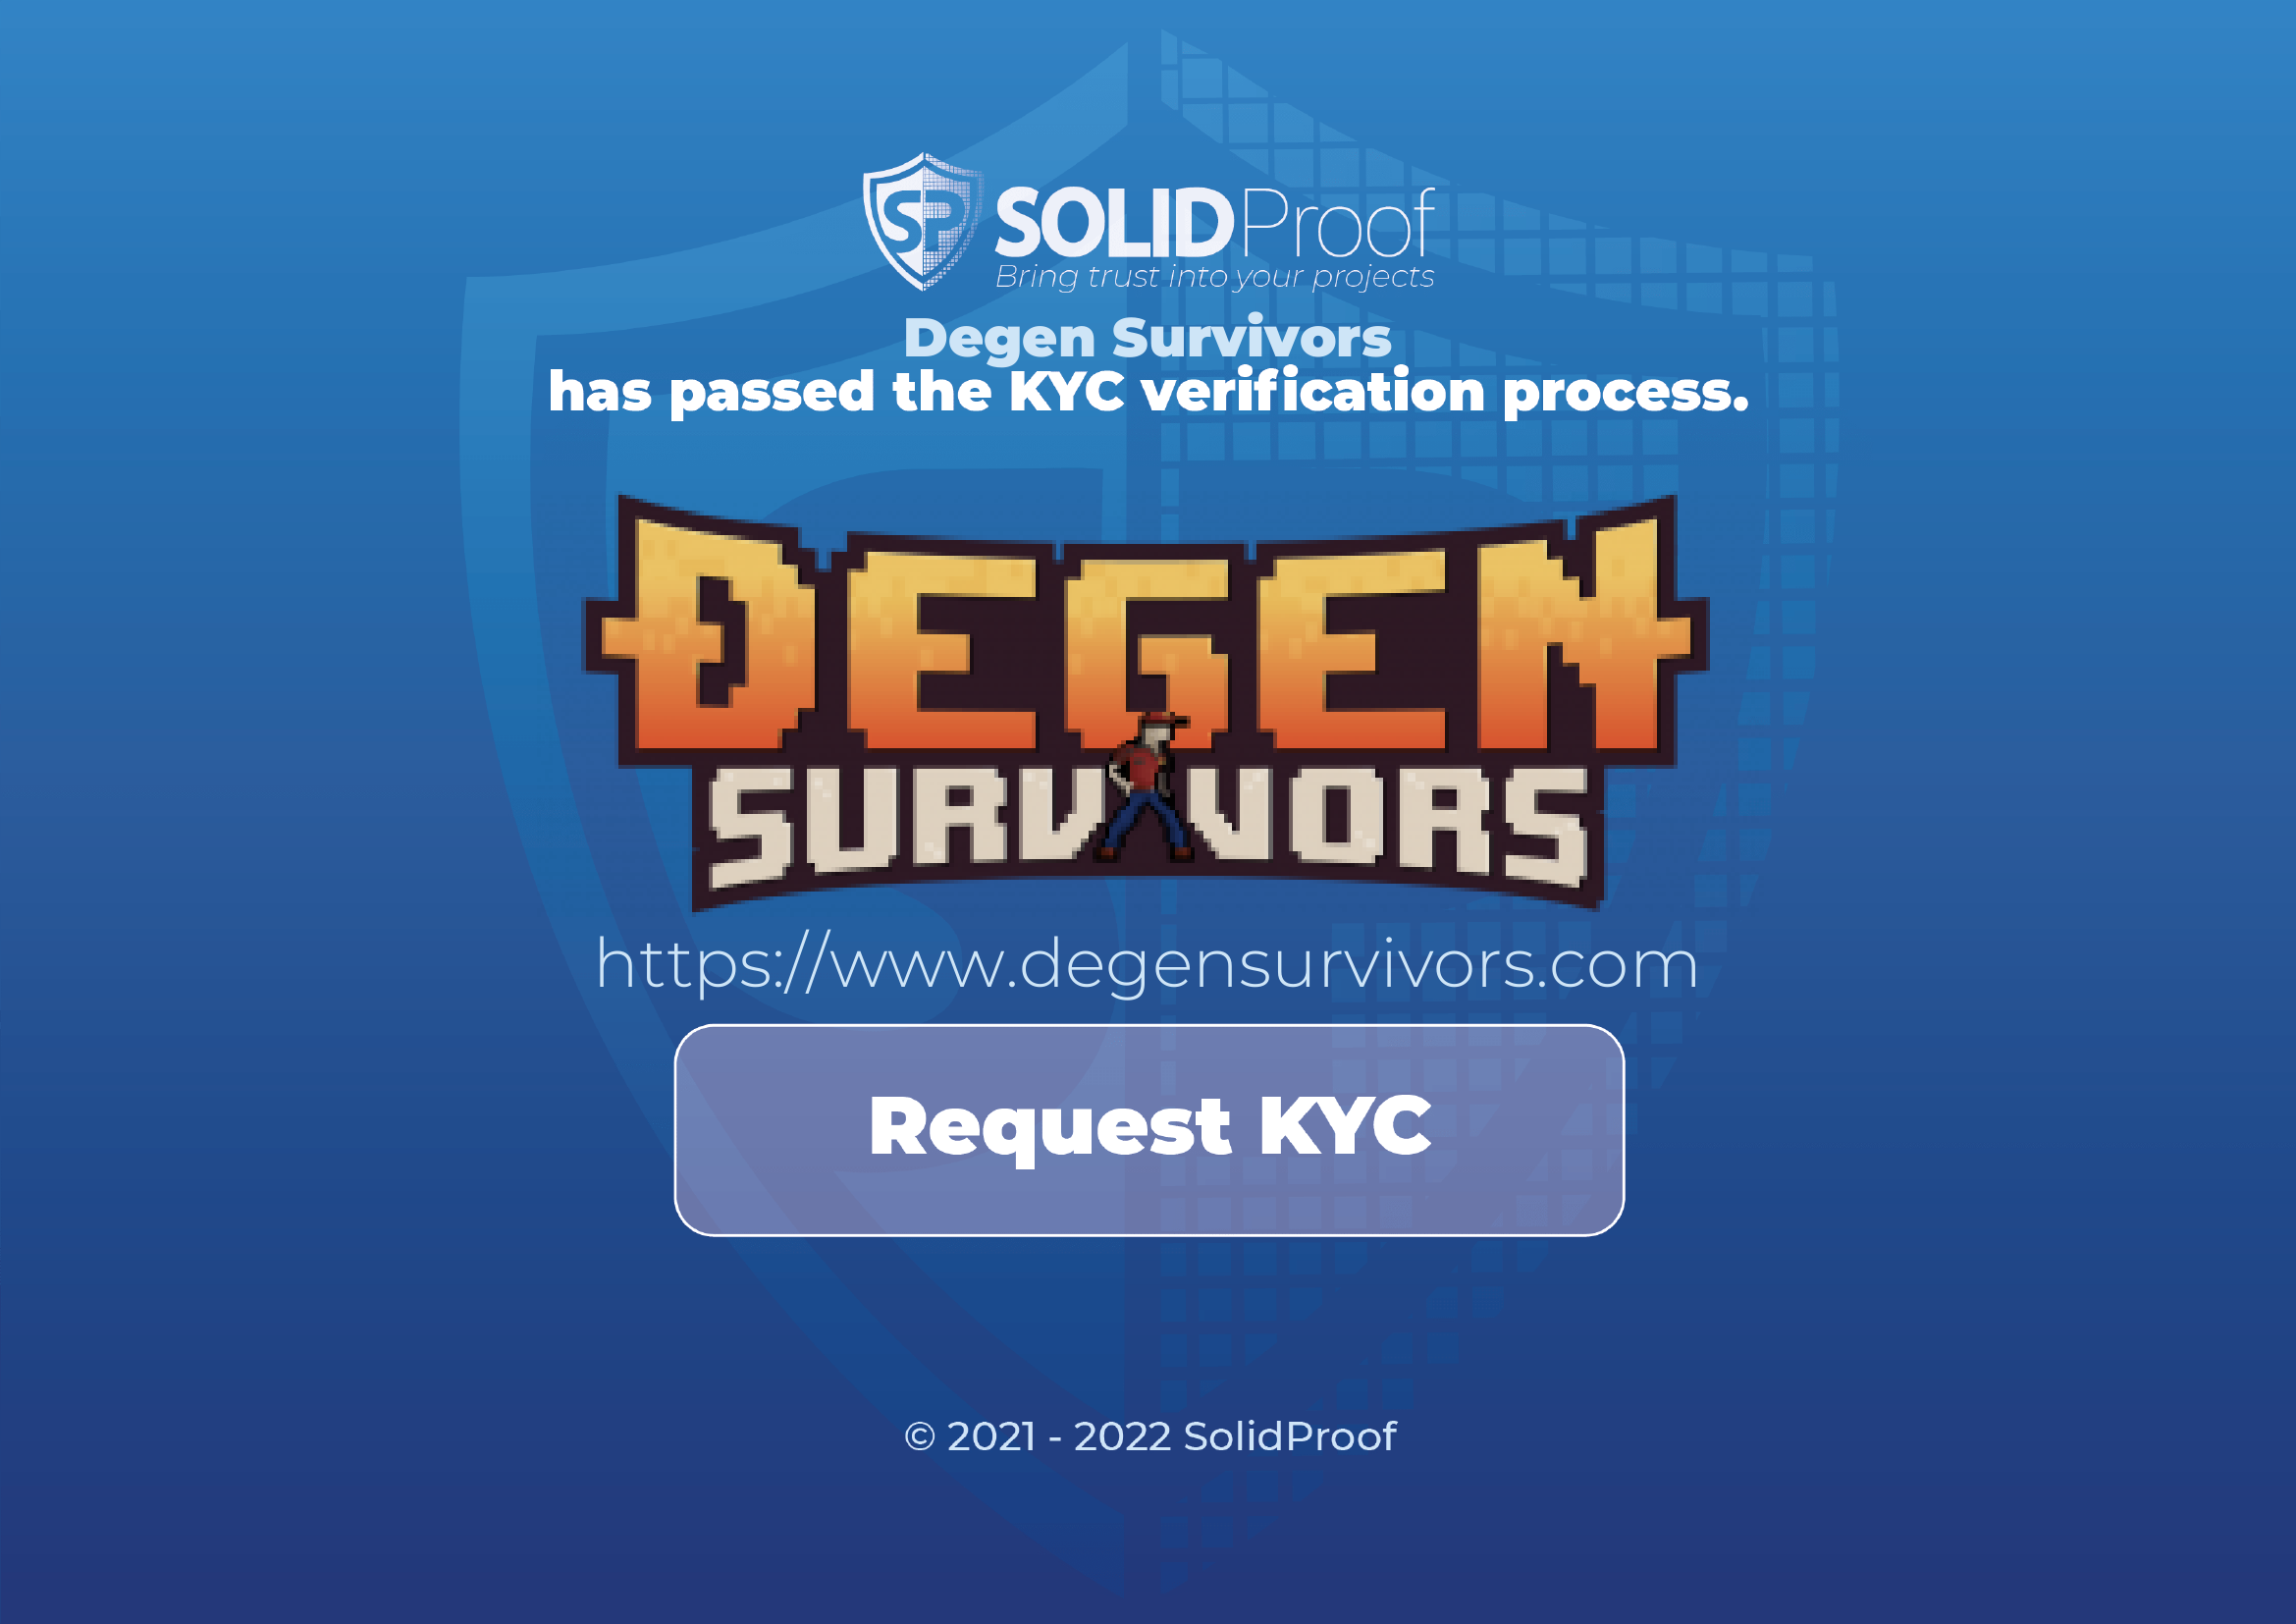 SP SOLIDProof
Bring trust into your projects
Degen Survivors
has passed the KYC verification process.
DEGEN
SURVIVORS
https://www.degensurvivors.com
Request KYC
© 2021 - 2022 SolidProof